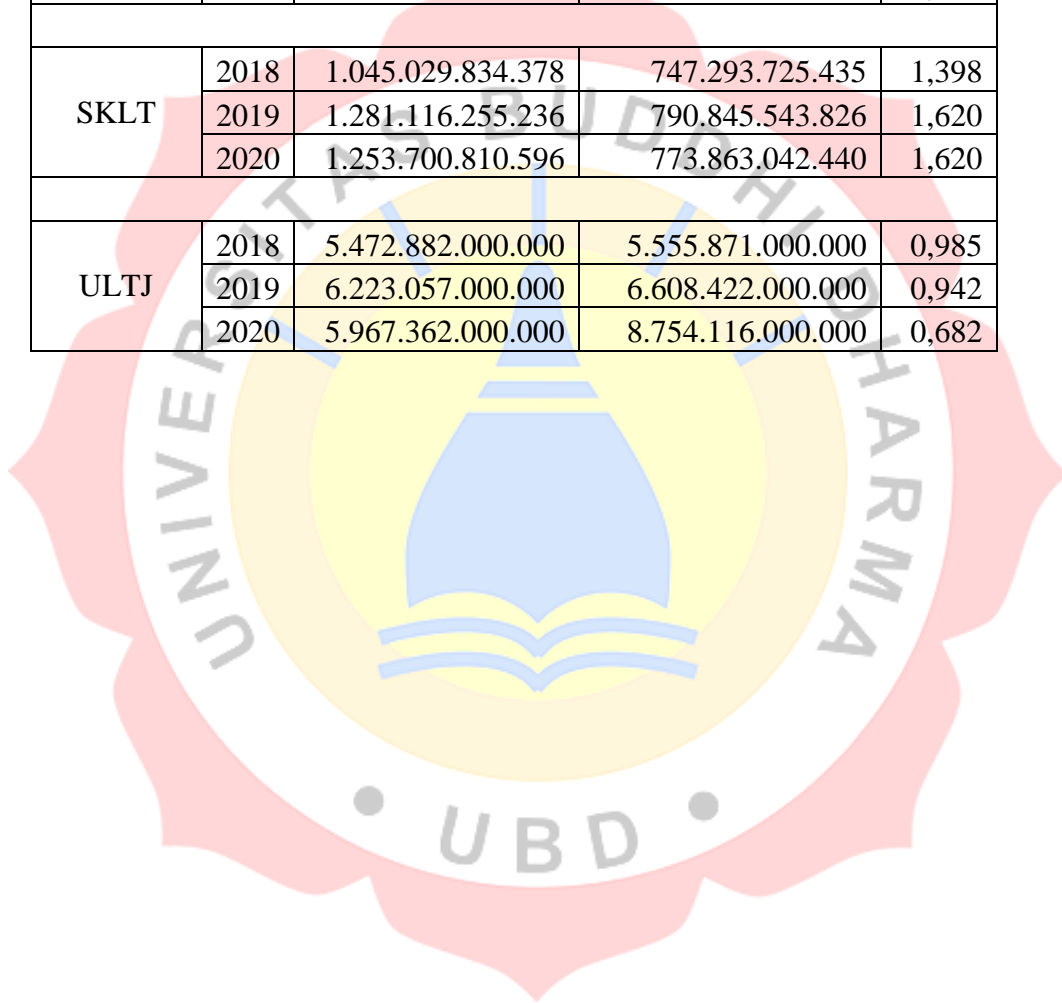 SKLT 2018 1.045.029.834.378 747.293.725.435 1,398
2019 1.281.116.255.236 790.845.543.826 1,620
2020 1.253.700.810.596 773.863.042.440 1,620
ULTJ 2018 5.472.882.000.000 5.555.871.000.000 0,985
2019 6.223.057.000.000 6.608.422.000.000 0,942
2020 5.967.362.000.000 8.754.116.000.000 0,682
UNIVERSITAS BUDDHI DHARMA
UBD